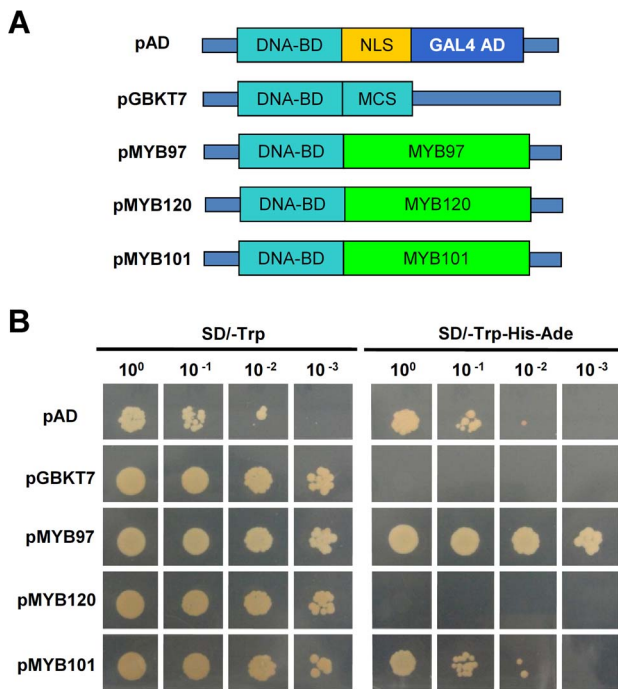 A
pAD DNA-BD NLS GAL4 AD
pGBKT7 DNA-BD MCS
pMYB97 DNA-BD MYB97
pMYB120 DNA-BD MYB120
pMYB101 DNA-BD MYB101
B
SD/-Trp SD/-Trp-His-Ade
10⁰ 10⁻¹ 10⁻² 10⁻³ 10⁰ 10⁻¹ 10⁻² 10⁻³
pAD
pGBKT7
pMYB97
pMYB120
pMYB101